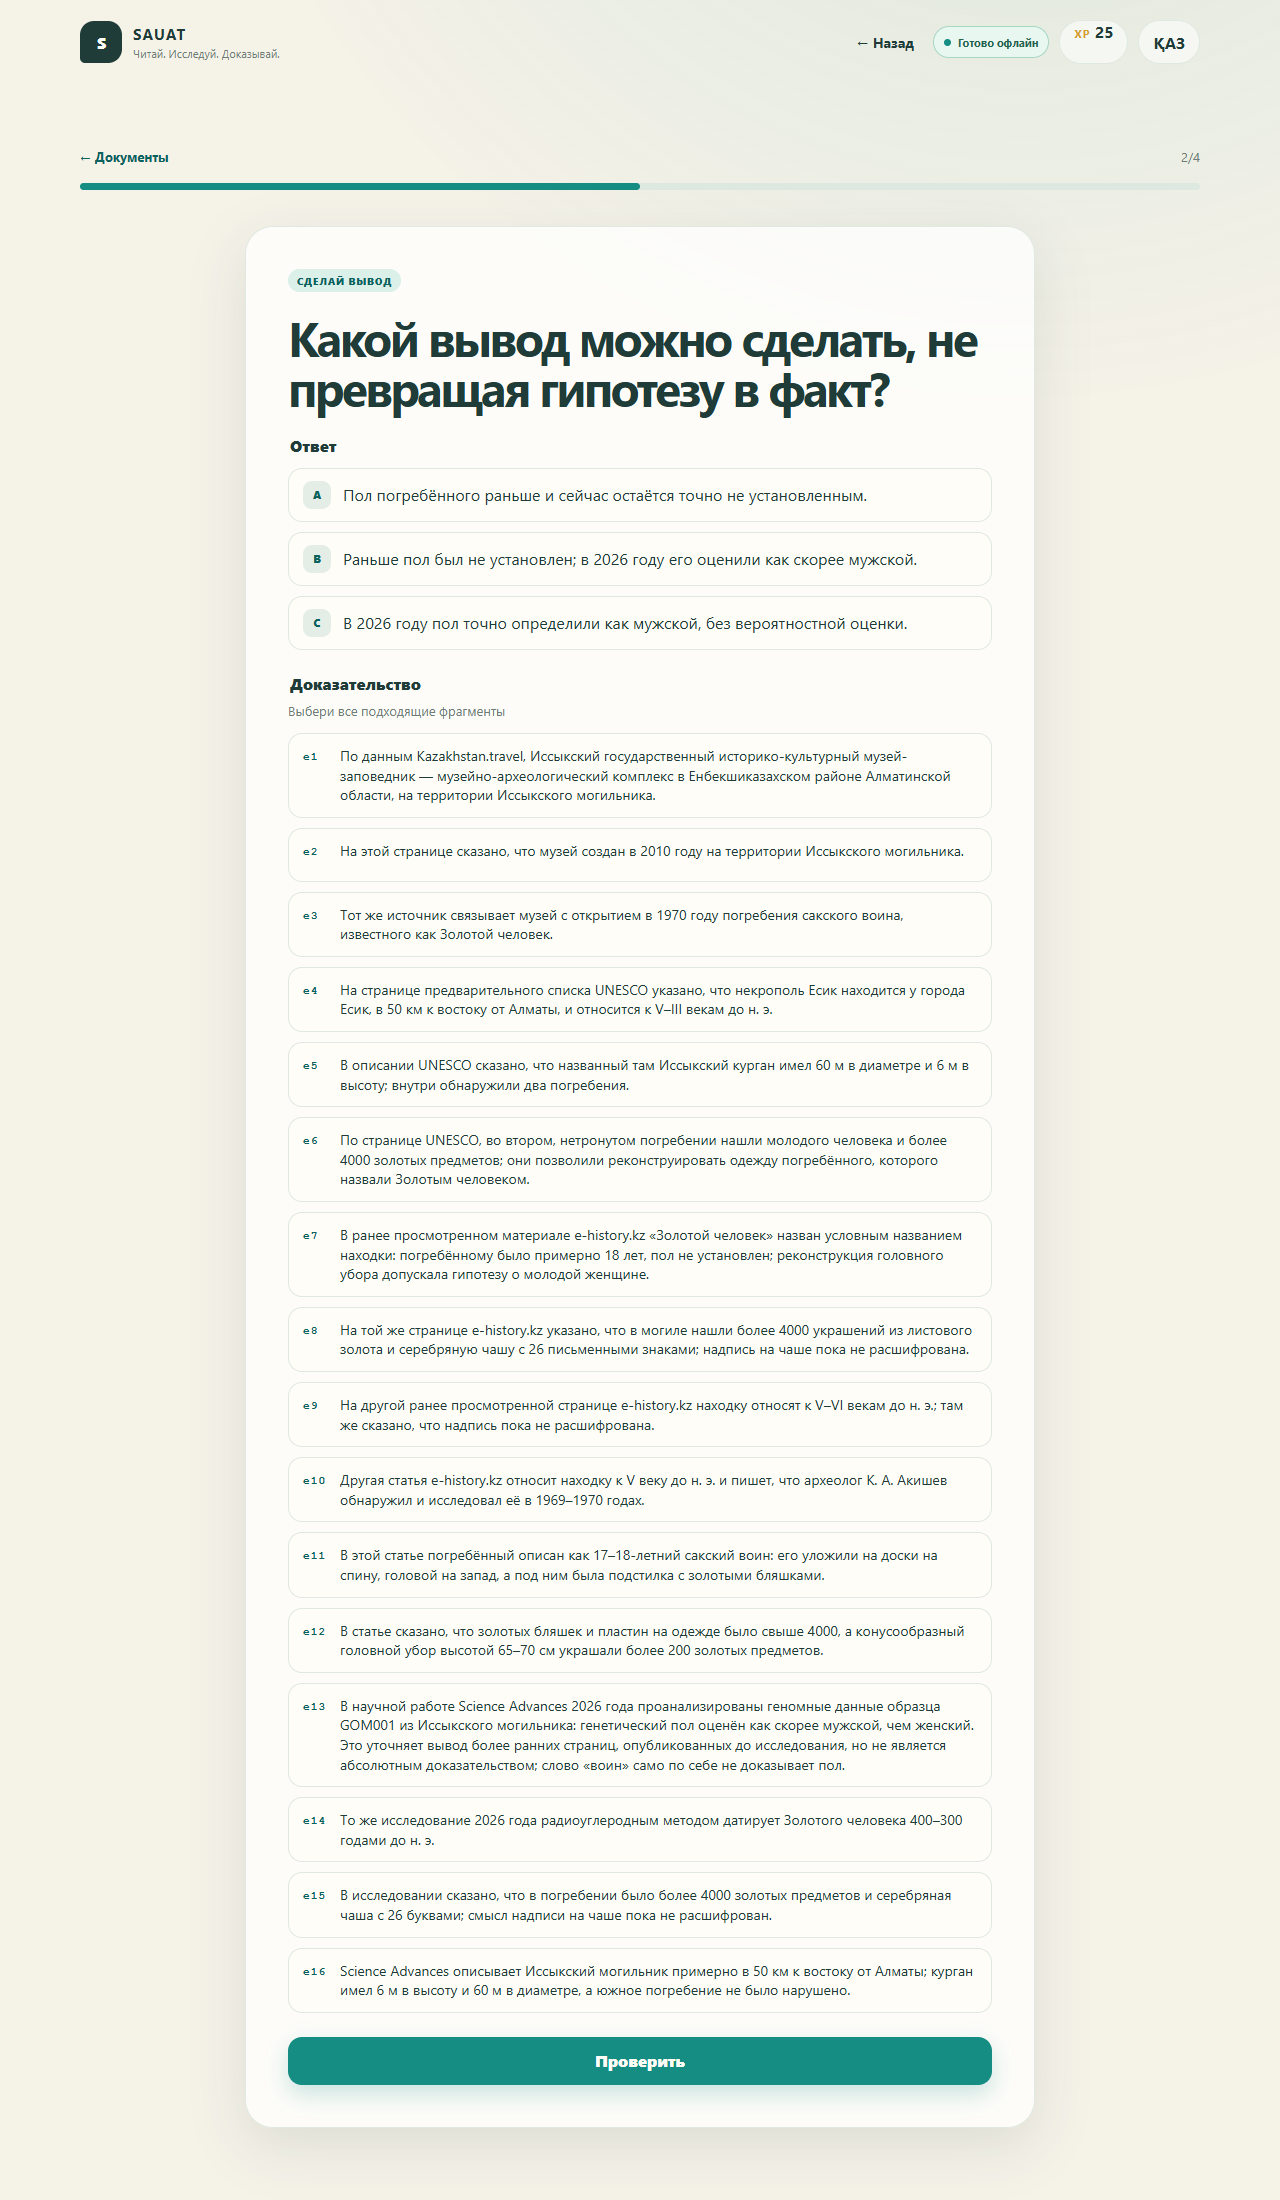 S
SAUAT
Читай. Исследуй. Доказывай.
← Назад
Готово офлайн
XP 25
ҚАЗ
← Документы
2/4
СДЕЛАЙ ВЫВОД
Какой вывод можно сделать, не
превращая гипотезу в факт?
Ответ
A Пол погребённого раньше и сейчас остаётся точно не установленным.
B Раньше пол был не установлен; в 2026 году его оценили как скорее мужской.
C В 2026 году пол точно определили как мужской, без вероятностной оценки.
Доказательство
Выбери все подходящие фрагменты
e1 По данным Kazakhstan.travel, Иссыкский государственный историко-культурный музей-
заповедник — музейно-археологический комплекс в Енбекшиказахском районе Алматинской
области, на территории Иссыкского могильника.
e2 На этой странице сказано, что музей создан в 2010 году на территории Иссыкского могильника.
e3 Тот же источник связывает музей с открытием в 1970 году погребения сакского воина,
известного как Золотой человек.
e4 На странице предварительного списка UNESCO указано, что некрополь Есик находится у города
Есик, в 50 км к востоку от Алматы, и относится к V–III векам до н. э.
e5 В описании UNESCO сказано, что названный там Иссыкский курган имел 60 м в диаметре и 6 м в
высоту; внутри обнаружили два погребения.
e6 По странице UNESCO, во втором, нетронутом погребении нашли молодого человека и более
4000 золотых предметов; они позволили реконструировать одежду погребённого, которого
назвали Золотым человеком.
e7 В ранее просмотренном материале e-history.kz «Золотой человек» назван условным названием
находки: погребённому было примерно 18 лет, пол не установлен; реконструкция головного
убора допускала гипотезу о молодой женщине.
e8 На той же странице e-history.kz указано, что в могиле нашли более 4000 украшений из листового
золота и серебряную чашу с 26 письменными знаками; надпись на чаше пока не расшифрована.
e9 На другой ранее просмотренной странице e-history.kz находку относят к V–VI векам до н. э.; там
же сказано, что надпись пока не расшифрована.
e10 Другая статья e-history.kz относит находку к V веку до н. э. и пишет, что археолог К. А. Акишев
обнаружил и исследовал её в 1969–1970 годах.
e11 В этой статье погребённый описан как 17–18-летний сакский воин: его уложили на доски на
спину, головой на запад, а под ним была подстилка с золотыми бляшками.
e12 В статье сказано, что золотых бляшек и пластин на одежде было свыше 4000, а конусообразный
головной убор высотой 65–70 см украшали более 200 золотых предметов.
e13 В научной работе Science Advances 2026 года проанализированы геномные данные образца
GOM001 из Иссыкского могильника: генетический пол оценён как скорее мужской, чем женский.
Это уточняет вывод более ранних страниц, опубликованных до исследования, но не является
абсолютным доказательством; слово «воин» само по себе не доказывает пол.
e14 То же исследование 2026 года радиоуглеродным методом датирует Золотого человека 400–300
годами до н. э.
e15 В исследовании сказано, что в погребении было более 4000 золотых предметов и серебряная
чаша с 26 буквами; смысл надписи на чаше пока не расшифрован.
e16 Science Advances описывает Иссыкский могильник примерно в 50 км к востоку от Алматы; курган
имел 6 м в высоту и 60 м в диаметре, а южное погребение не было нарушено.
Проверить